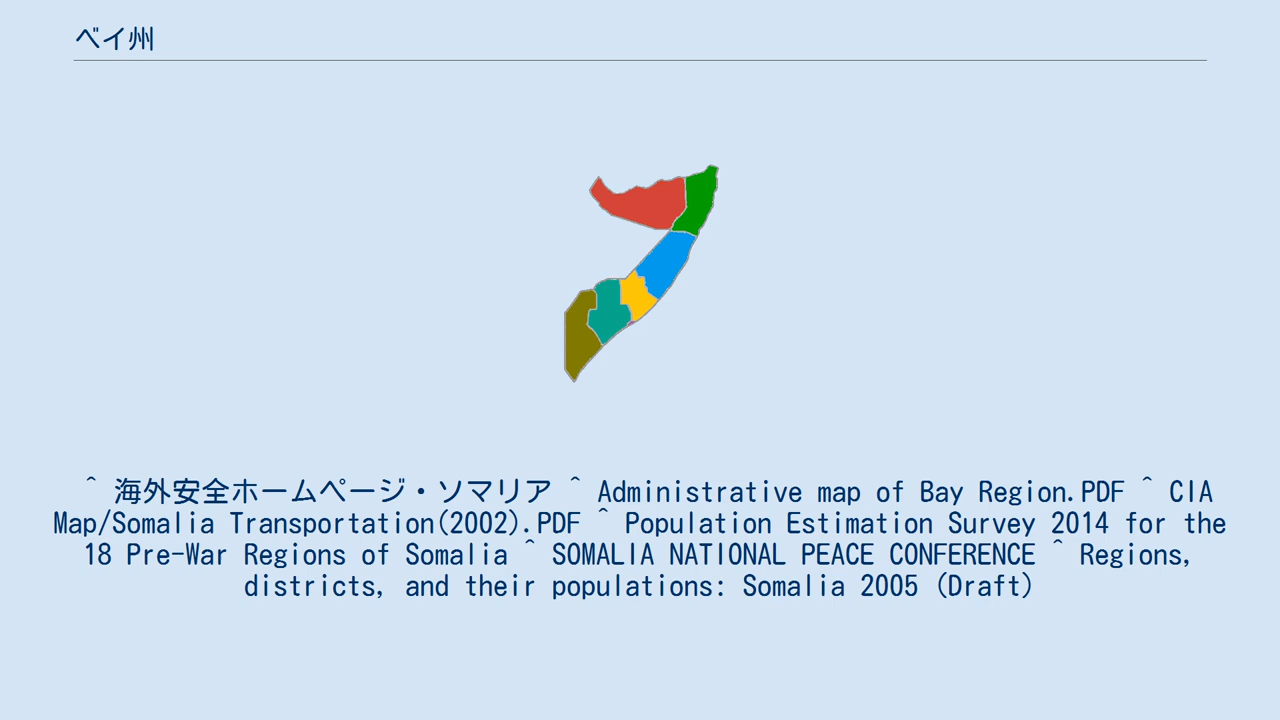 ベイ州
^ 海外安全ホームページ・ソマリア ^ Administrative map of Bay Region.PDF ^ CIA
Map/Somalia Transportation(2002).PDF ^ Population Estimation Survey 2014 for the
18 Pre-War Regions of Somalia ^ SOMALIA NATIONAL PEACE CONFERENCE ^ Regions,
districts, and their populations: Somalia 2005 (Draft)